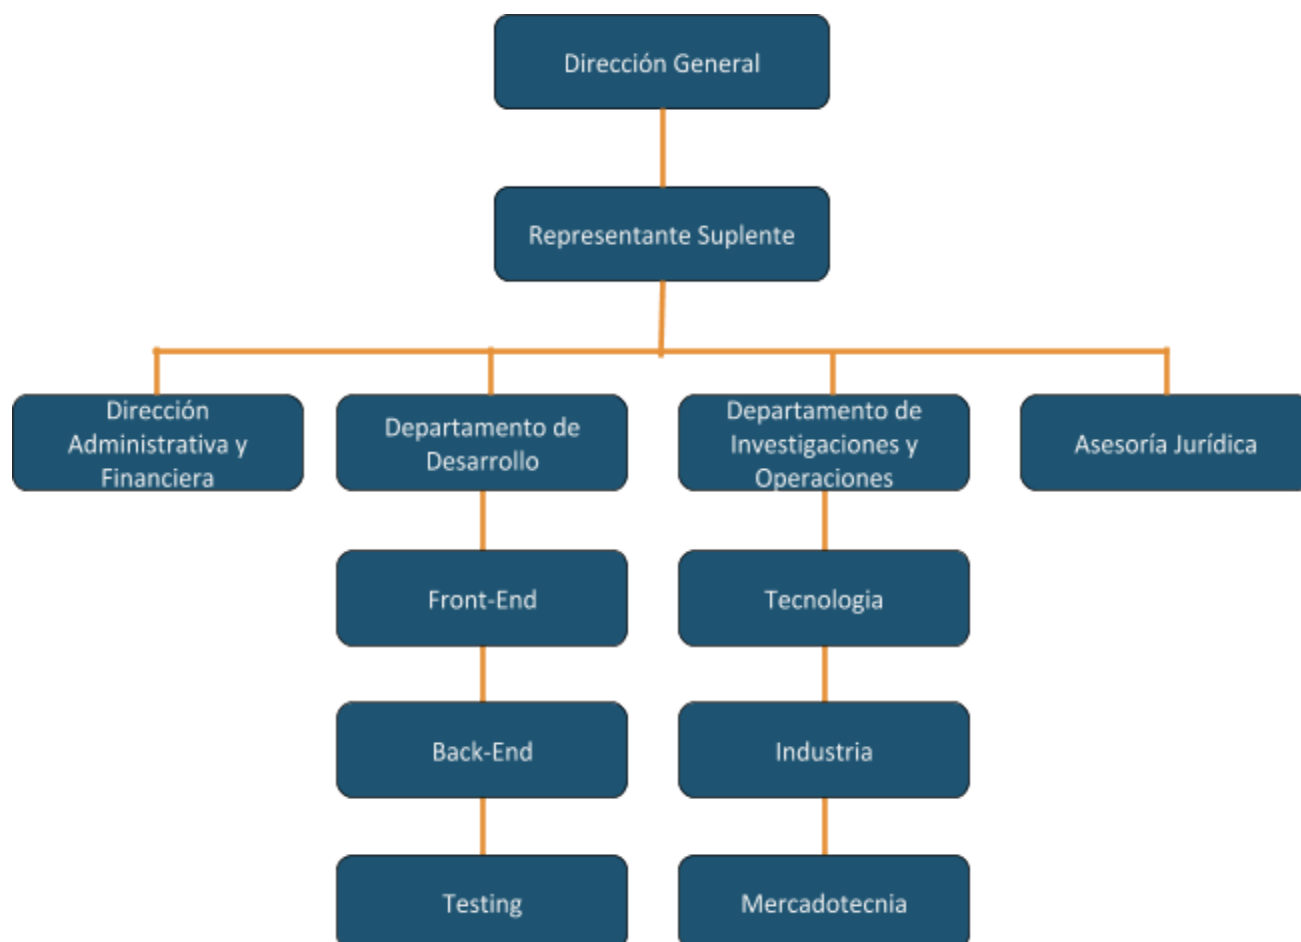 Dirección General
Representante Suplente
Dirección
Administrativa y
Financiera
Departamento de
Desarrollo
Departamento de
Investigaciones y
Operaciones
Asesoría Jurídica
Front-End
Tecnologia
Back-End
Industria
Testing
Mercadotecnia